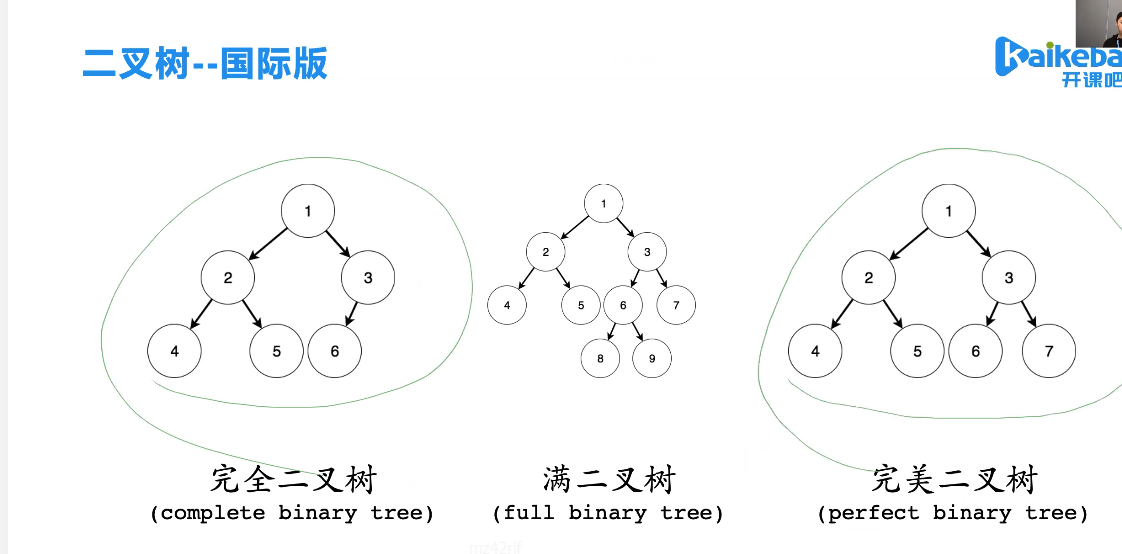 二叉树--国际版
kaikeba
开课吧
1
2
3
4
5
6
1
2
3
4
5
6
7
8
9
1
2
3
4
5
6
7
完全二叉树
(complete binary tree)
满二叉树
(full binary tree)
完美二叉树
(perfect binary tree)
mz42rif